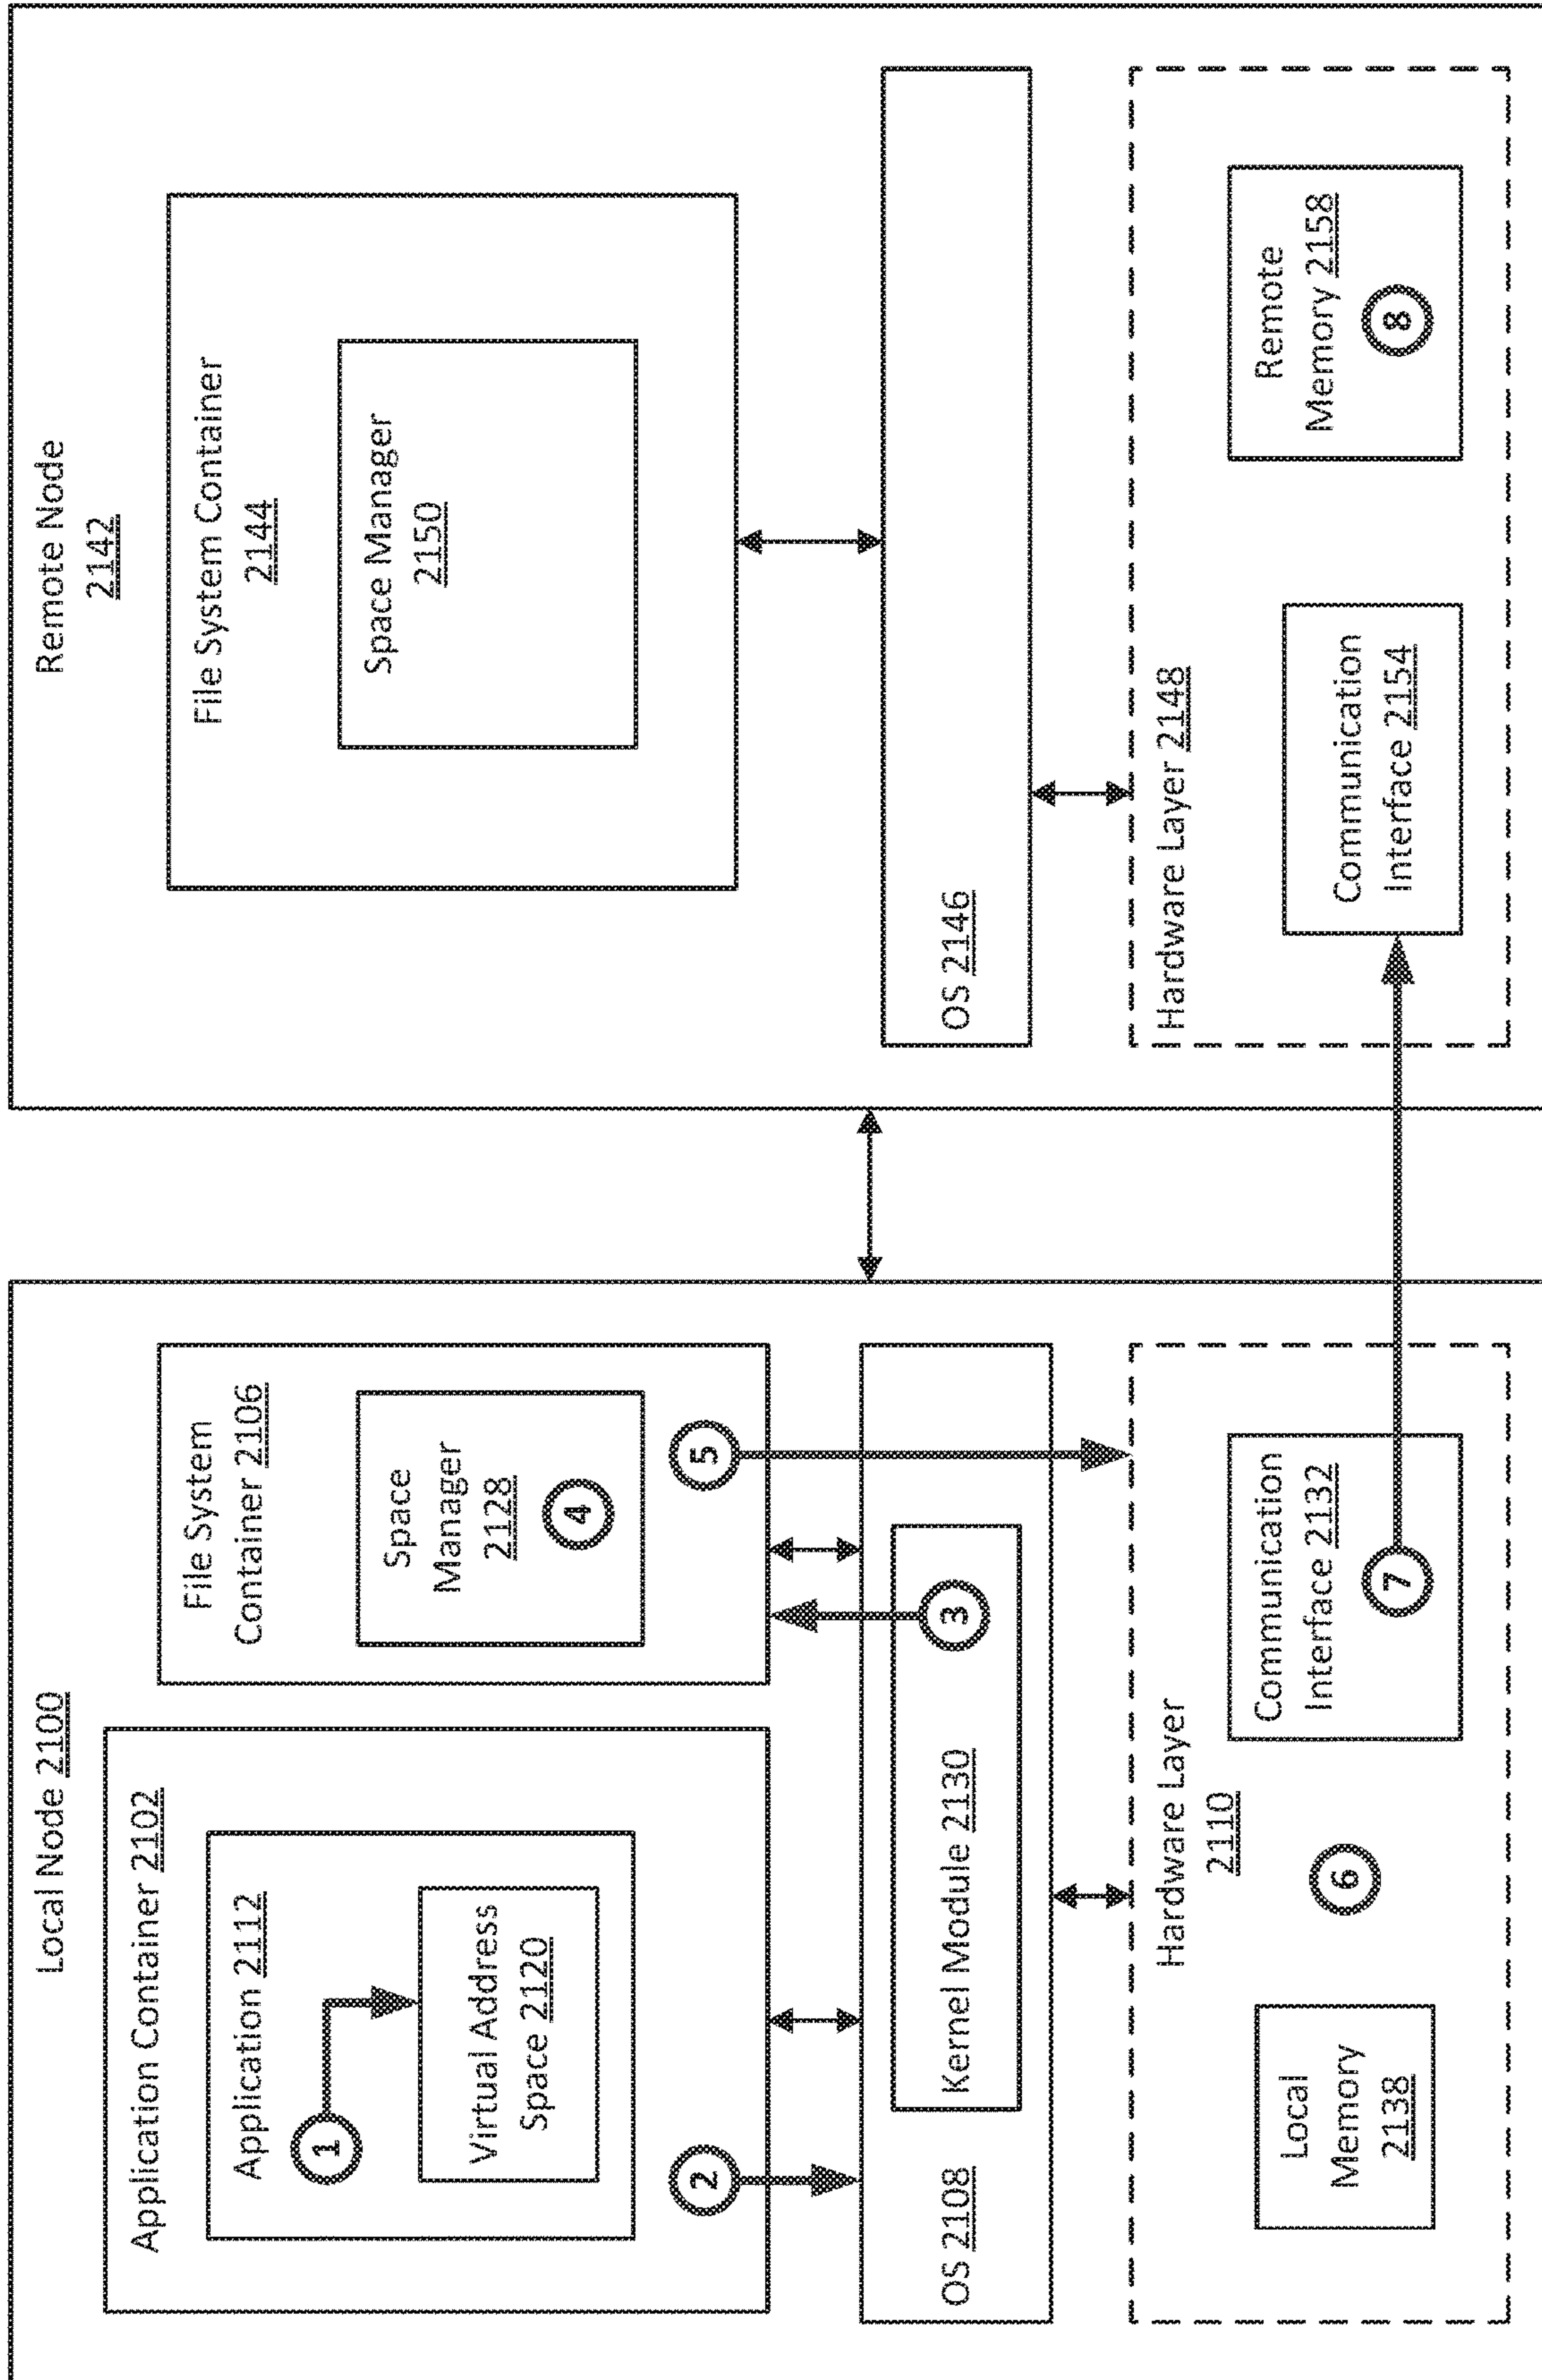 Local Node 2100
Application Container 2102
Application 2112
1
Virtual Address
Space 2120
2
File System
Container 2106
Space
Manager
2128
4
5
OS 2108
Kernel Module 2130
3
Hardware Layer
2110
Local
Memory
2138
6
Communication
Interface 2132
7
Remote Node
2142
File System Container
2144
Space Manager
2150
OS 2146
Hardware Layer 2148
Communication
Interface 2154
Remote
Memory 2158
8